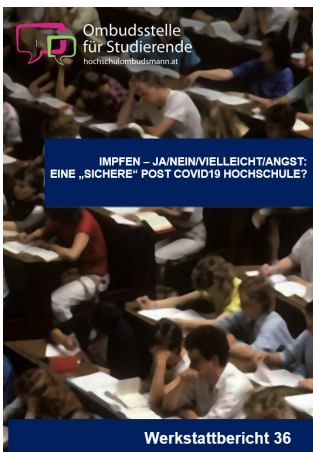 Ombudsstelle
für Studierende
hochschulombudsmann.at
IMPFEN – JA/NEIN/VIELLEICHT/ANGST:
EINE „SICHERE“ POST COVID19 HOCHSCHULE?
Werkstattbericht 36